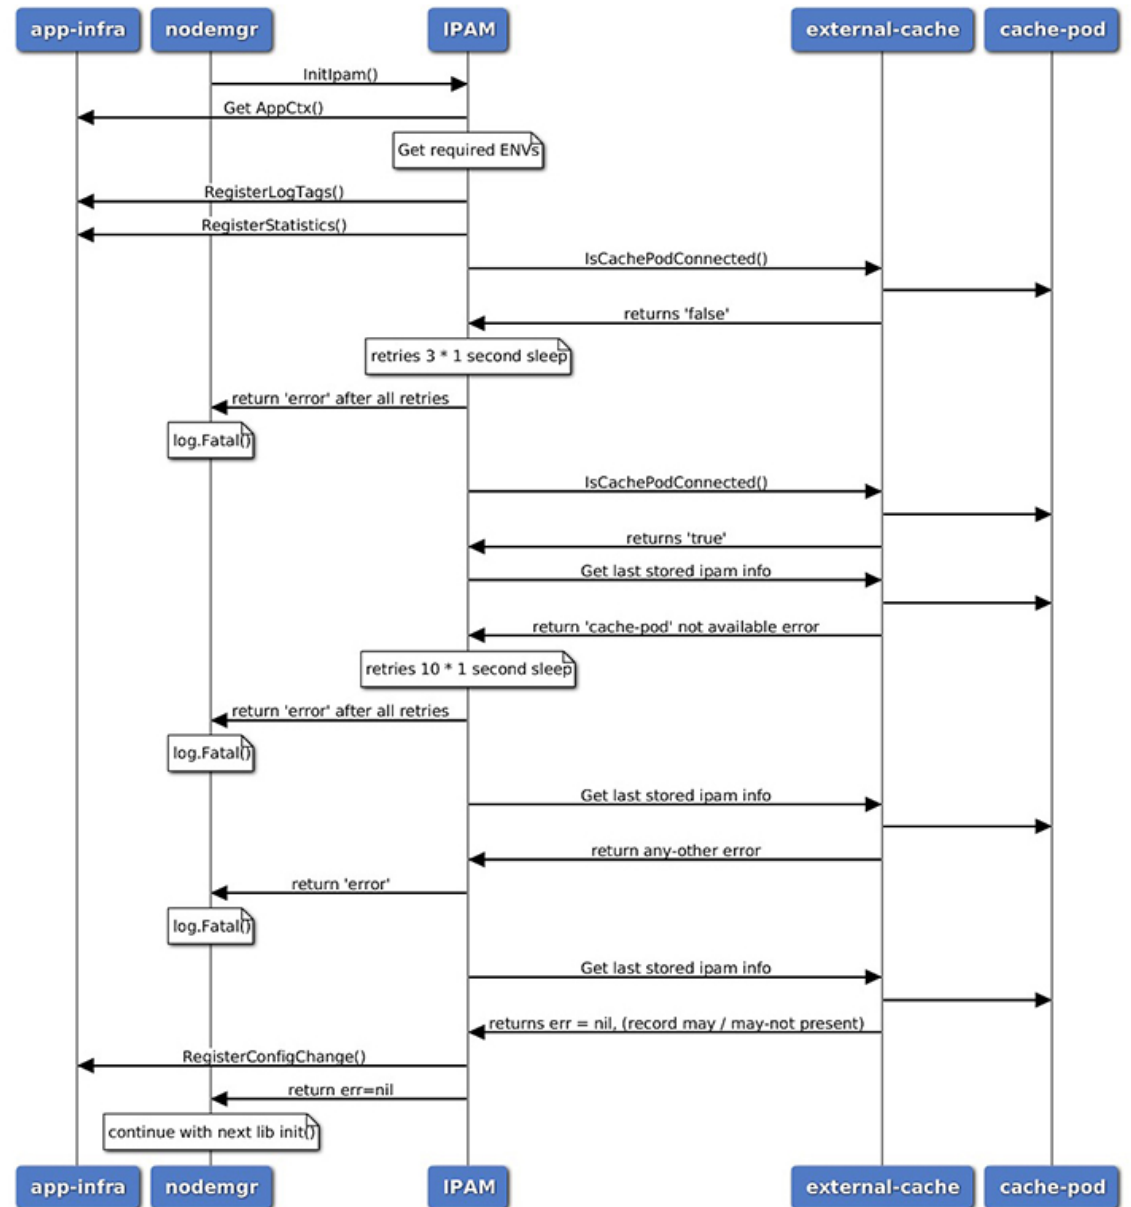 app-infra nodemgr IPAM external-cache cache-pod
InitIpam()
Get AppCtx()
Get required ENVs
RegisterLogTags()
RegisterStatistics()
IsCachePodConnected()
returns 'false'
retries 3 * 1 second sleep
return 'error' after all retries
log.Fatal()
IsCachePodConnected()
returns 'true'
Get last stored ipam info
return 'cache-pod' not available error
retries 10 * 1 second sleep
return 'error' after all retries
log.Fatal()
Get last stored ipam info
return any-other error
return 'error'
log.Fatal()
Get last stored ipam info
returns err = nil, (record may / may-not present)
RegisterConfigChange()
return err=nil
continue with next lib init()
app-infra nodemgr IPAM external-cache cache-pod